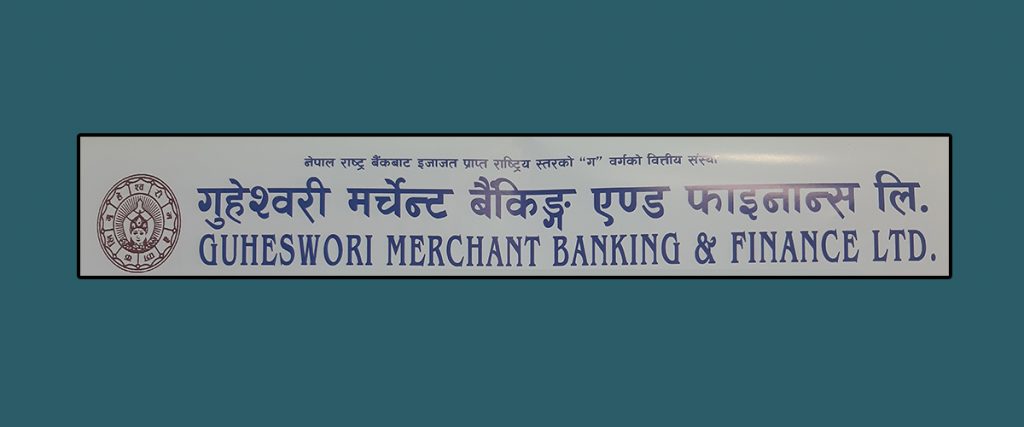 नेपाल राष्ट्र बैंकबाट इजाजत प्राप्त राष्ट्रिय स्तरको “ग” वर्गको वित्तीय संस्था
गुहेश्वरी मर्चेन्ट बैंकिङ्ग एण्ड फाइनान्स लि.
GUHESWORI MERCHANT BANKING & FINANCE LTD.